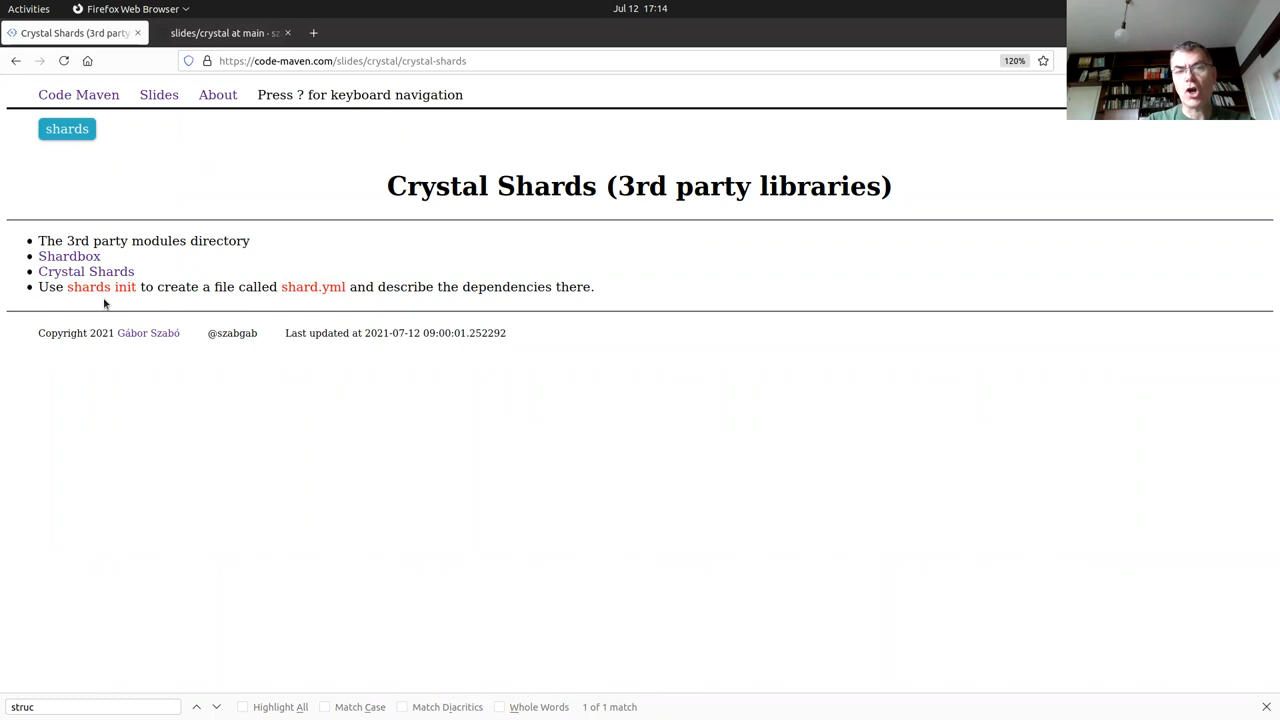 Activities
Firefox Web Browser
Jul 12 17:14
Crystal Shards (3rd party
slides/crystal at main · sz
https://code-maven.com/slides/crystal/crystal-shards
120%
Code Maven Slides About Press ? for keyboard navigation
shards
Crystal Shards (3rd party libraries)
• The 3rd party modules directory
• Shardbox
• Crystal Shards
• Use shards init to create a file called shard.yml and describe the dependencies there.
Copyright 2021 Gábor Szabó @szabgab Last updated at 2021-07-12 09:00:01.252292
struc
Highlight All Match Case Match Diacritics Whole Words 1 of 1 match